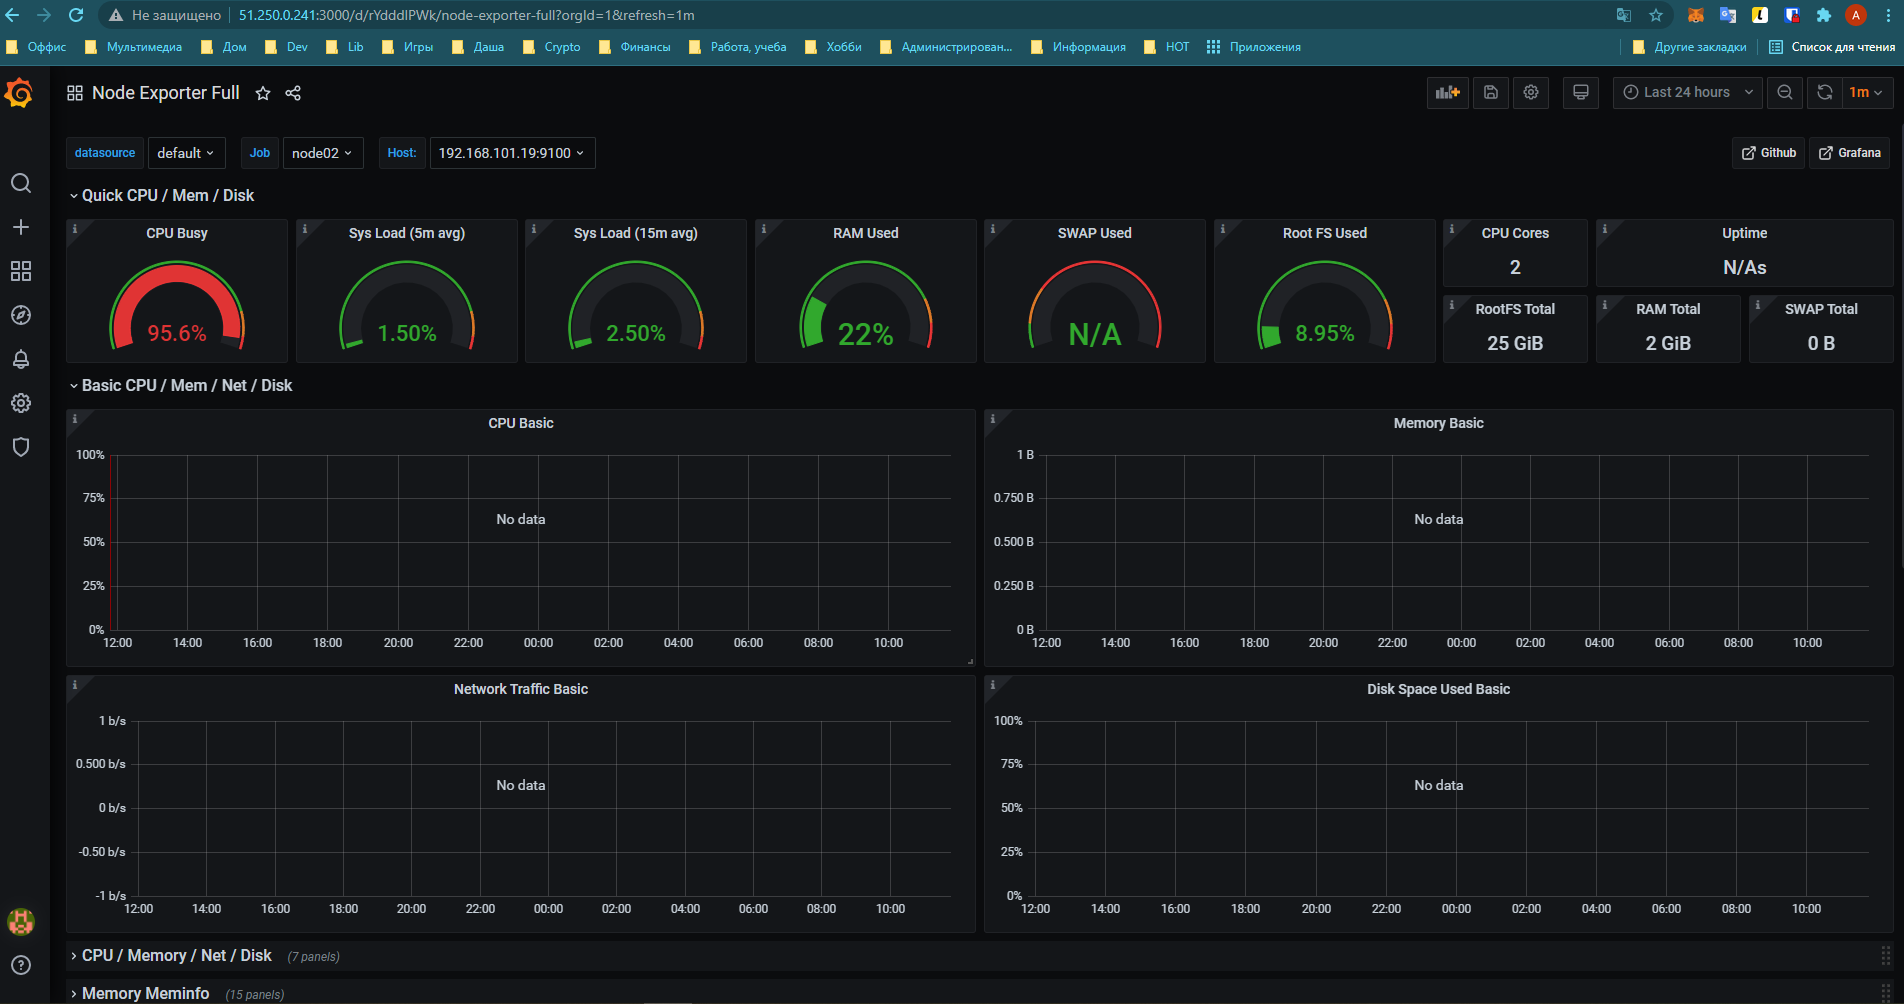 Не защищено 51.250.0.241:3000/d/rYdddlPWk/node-exporter-full?orgId=1&refresh=1m
A
Оффис Мультимедиа Дом Dev Lib Игры Даша Crypto Финансы Работа, учеба Хобби Администрирован... Информация HOT Приложения Другие закладки Список для чтения
Node Exporter Full Last 24 hours 1m
datasource default Job node02 Host: 192.168.101.19:9100 Github Grafana
Quick CPU / Mem / Disk
CPU Busy
95.6%
Sys Load (5m avg)
1.50%
Sys Load (15m avg)
2.50%
RAM Used
22%
SWAP Used
N/A
Root FS Used
8.95%
CPU Cores
2
Uptime
N/As
RootFS Total
25 GiB
RAM Total
2 GiB
SWAP Total
0 B
Basic CPU / Mem / Net / Disk
CPU Basic
100%
75%
No data
50%
25%
0%
12:00 14:00 16:00 18:00 20:00 22:00 00:00 02:00 04:00 06:00 08:00 10:00
Memory Basic
1 B
0.750 B
No data
0.500 B
0.250 B
0 B
12:00 14:00 16:00 18:00 20:00 22:00 00:00 02:00 04:00 06:00 08:00 10:00
Network Traffic Basic
1 b/s
0.500 b/s
No data
0 b/s
-0.50 b/s
-1 b/s
12:00 14:00 16:00 18:00 20:00 22:00 00:00 02:00 04:00 06:00 08:00 10:00
Disk Space Used Basic
100%
75%
No data
50%
25%
0%
12:00 14:00 16:00 18:00 20:00 22:00 00:00 02:00 04:00 06:00 08:00 10:00
CPU / Memory / Net / Disk (7 panels)
Memory Meminfo (15 panels)